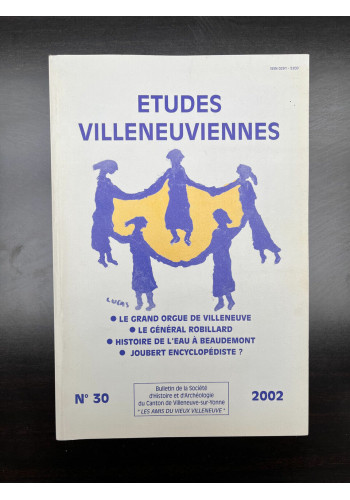 ETUDES
VILLENEUVIENNES
LUCAS
● LE GRAND ORGUE DE VILLENEUVE
● LE GÉNÉRAL ROBILLARD
● HISTOIRE DE L'EAU À BEAUDEMONT
● JOUBERT ENCYCLOPÉDISTE ?
N° 30
Bulletin de la Société
d'Histoire et d'Archéologie
du Canton de Villeneuve-sur-Yonne
" LES AMIS DU VIEUX VILLENEUVE "
2002